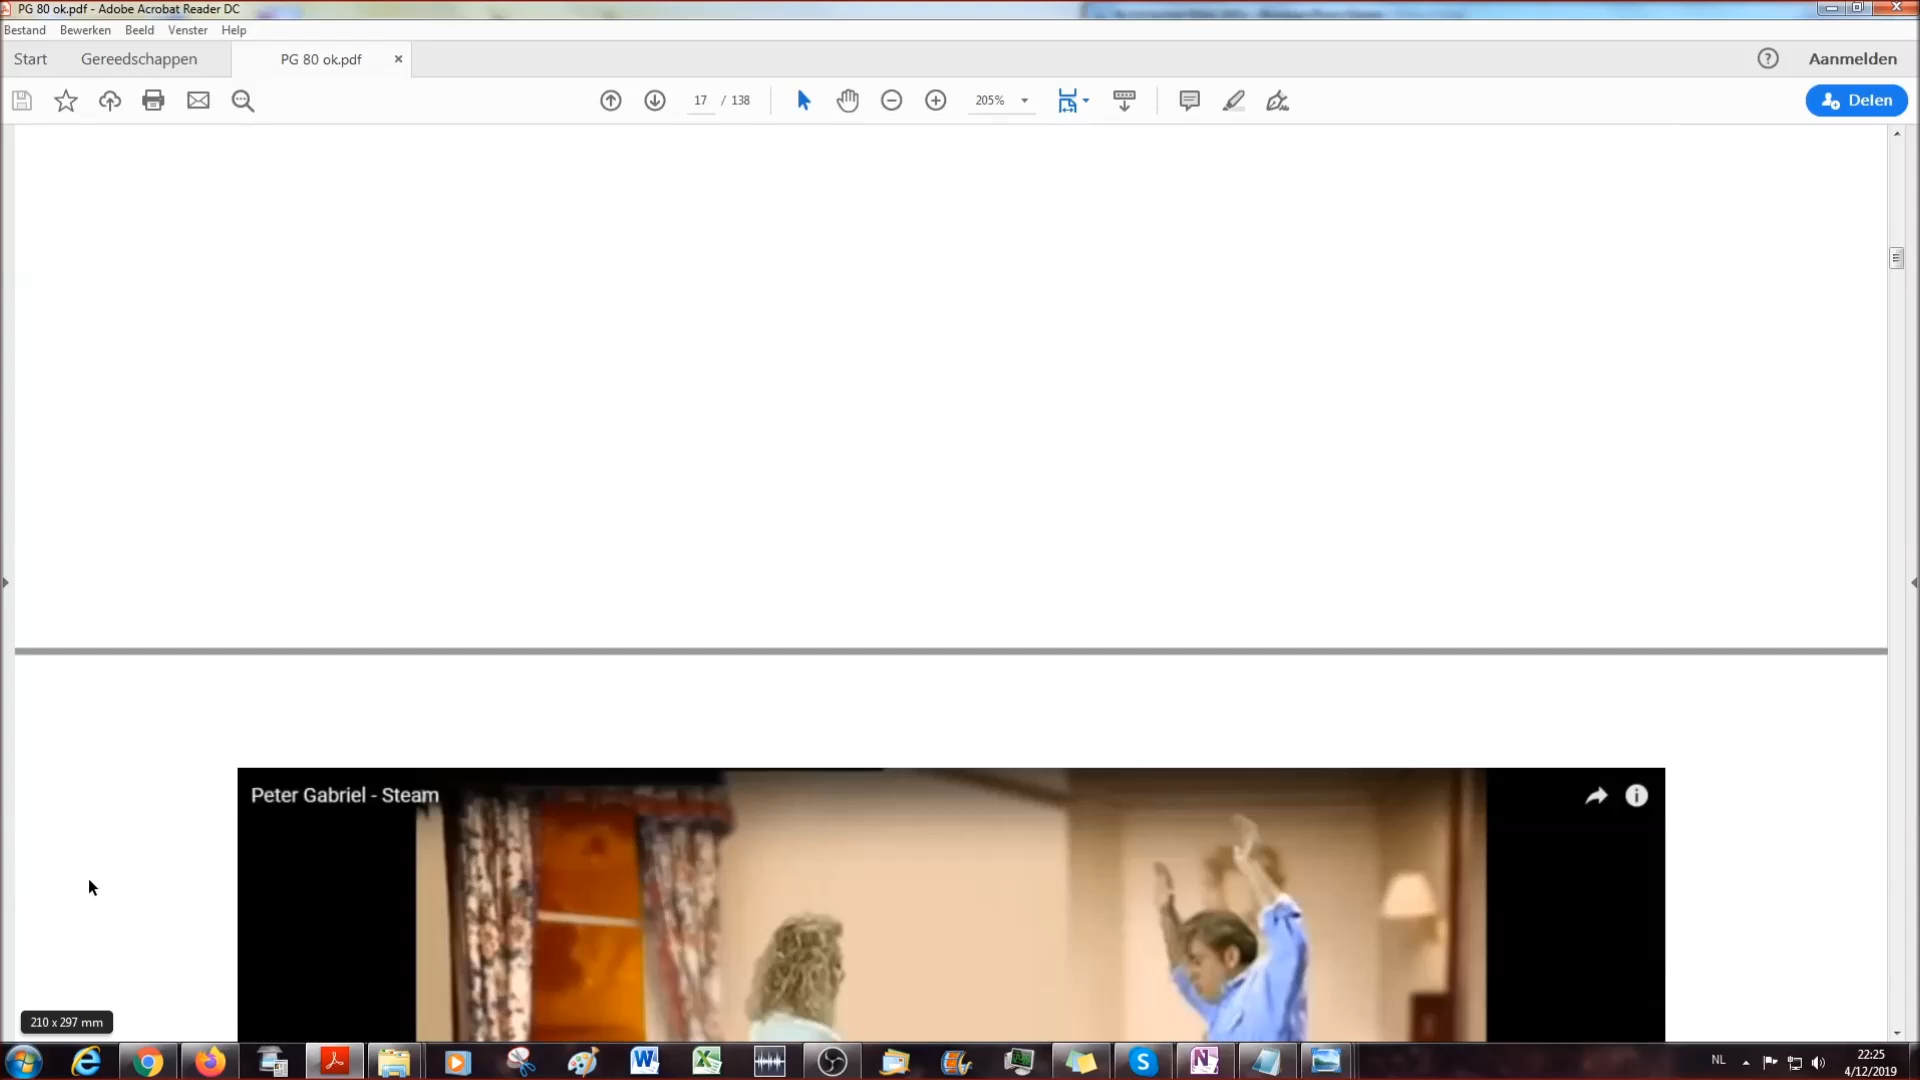 PG 80 ok.pdf - Adobe Acrobat Reader DC
Bestand Bewerken Beeld Venster Help
Start Gereedschappen PG 80 ok.pdf × ? Aanmelden
17 / 138 205% Delen
Peter Gabriel - Steam
210 x 297 mm
NL 22:25
4/12/2019